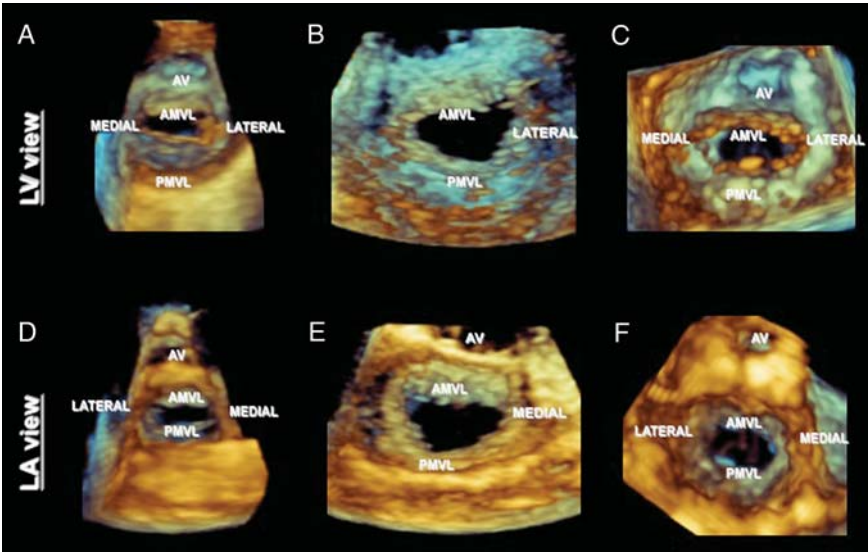 A
B
C
LV view
AV
AMVL
MEDIAL
LATERAL
PMVL
AMVL
LATERAL
PMVL
AV
MEDIAL
AMVL
LATERAL
PMVL
D
E
F
LA view
AV
AMVL
LATERAL
MEDIAL
PMVL
AV
AMVL
MEDIAL
PMVL
AV
AMVL
LATERAL
MEDIAL
PMVL